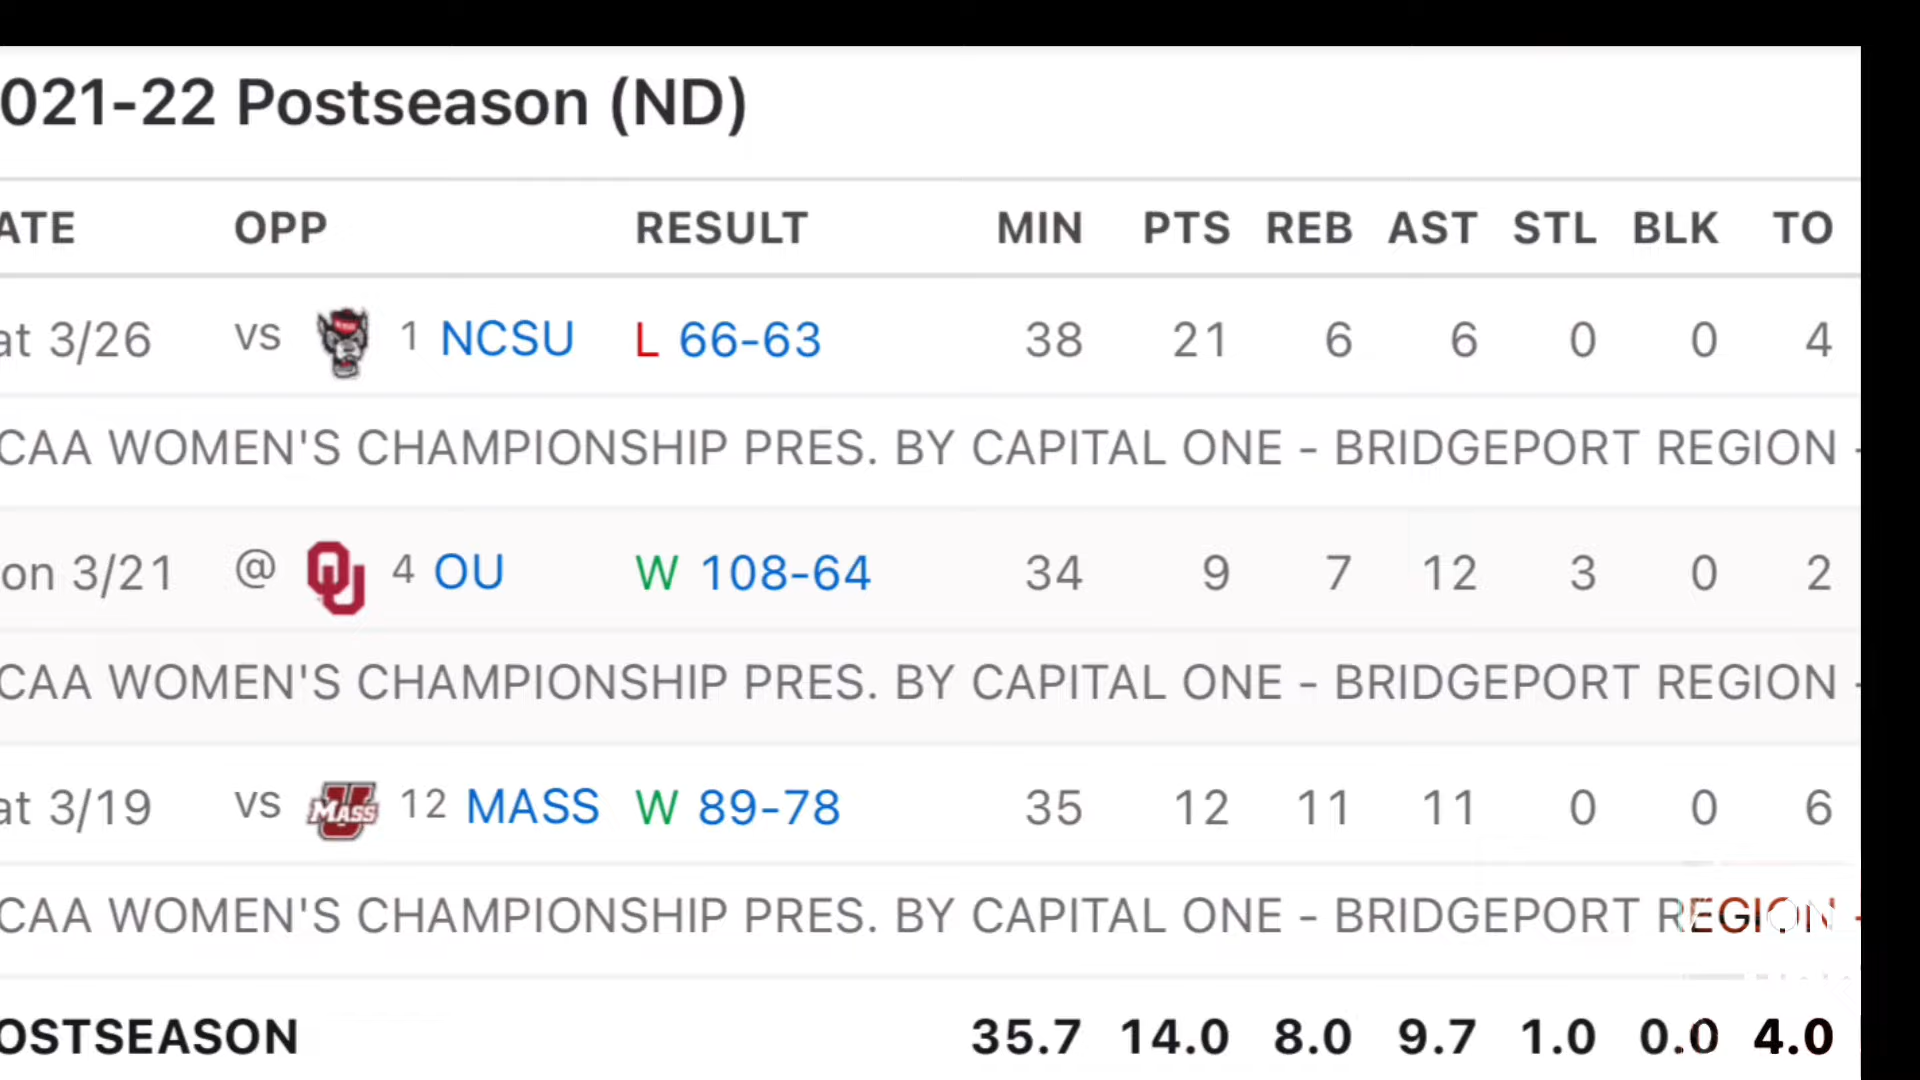 021-22 Postseason (ND)
ATE OPP RESULT MIN PTS REB AST STL BLK TO
at 3/26 vs 1 NCSU L 66-63 38 21 6 6 0 0 4
CAA WOMEN'S CHAMPIONSHIP PRES. BY CAPITAL ONE - BRIDGEPORT REGION -
on 3/21 @ OU 4 OU W 108-64 34 9 7 12 3 0 2
CAA WOMEN'S CHAMPIONSHIP PRES. BY CAPITAL ONE - BRIDGEPORT REGION -
at 3/19 vs MASS 12 MASS W 89-78 35 12 11 11 0 0 6
CAA WOMEN'S CHAMPIONSHIP PRES. BY CAPITAL ONE - BRIDGEPORT REGION -
OSTSEASON 35.7 14.0 8.0 9.7 1.0 0.0 4.0